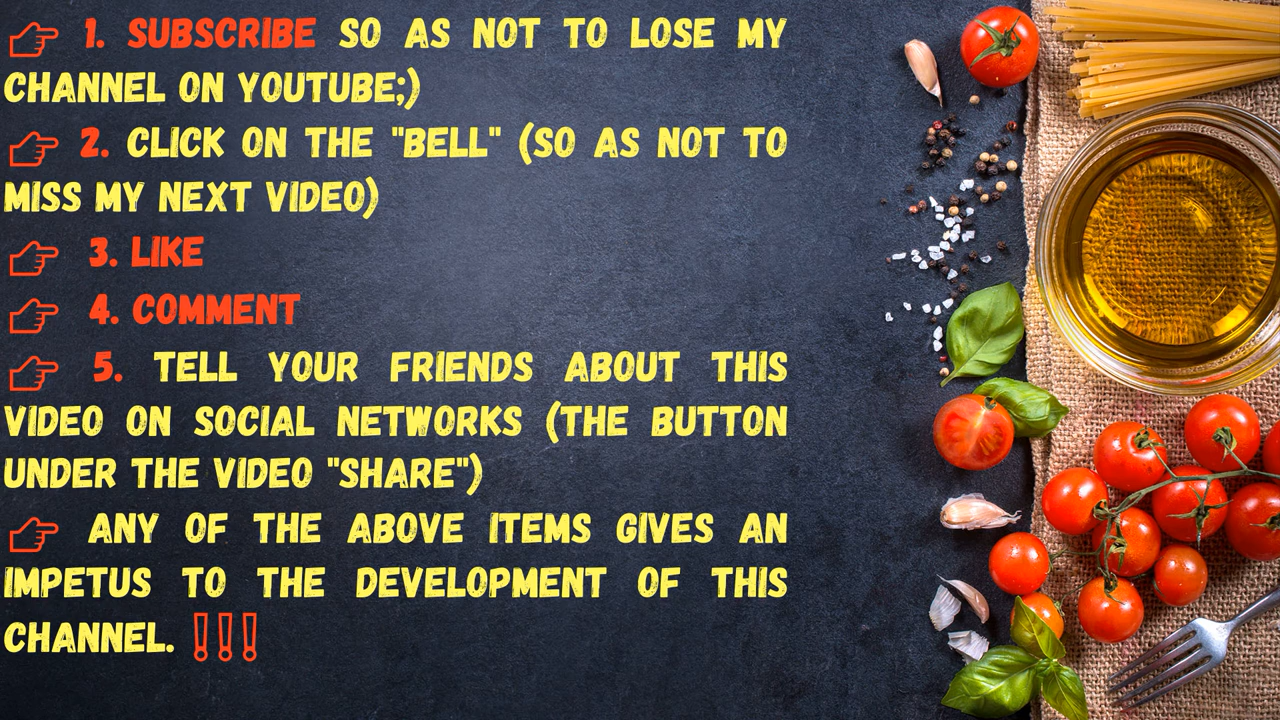 👉 1. SUBSCRIBE SO AS NOT TO LOSE MY
CHANNEL ON YOUTUBE;)
👉 2. CLICK ON THE "BELL" (SO AS NOT TO
MISS MY NEXT VIDEO)
👉 3. LIKE
👉 4. COMMENT
👉 5. TELL YOUR FRIENDS ABOUT THIS
VIDEO ON SOCIAL NETWORKS (THE BUTTON
UNDER THE VIDEO "SHARE")
👉 ANY OF THE ABOVE ITEMS GIVES AN
IMPETUS TO THE DEVELOPMENT OF THIS
CHANNEL. ❗❗❗